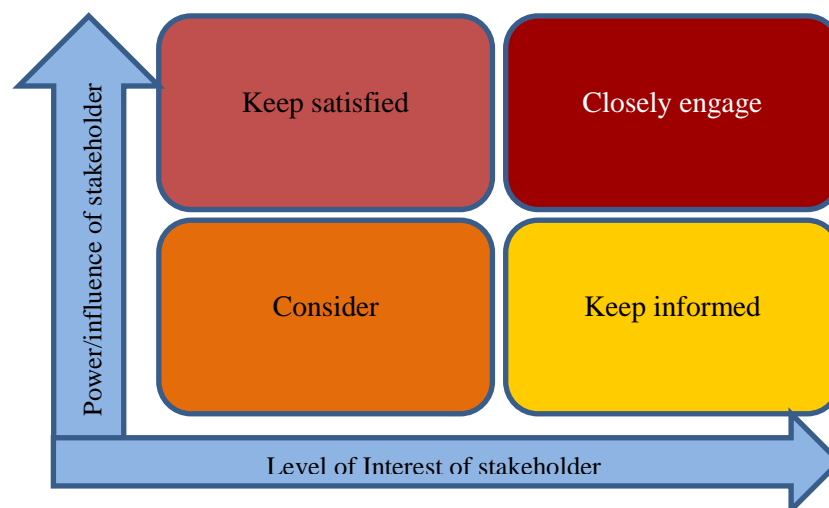 Power/influence of stakeholder
Keep satisfied
Closely engage
Consider
Keep informed
Level of Interest of stakeholder